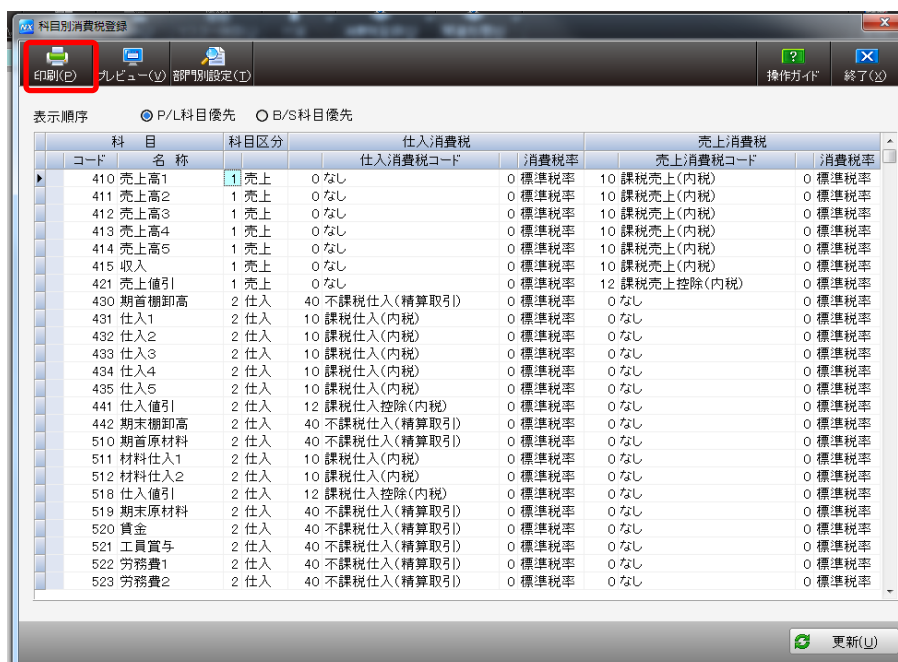 科目別消費税登録
印刷(P) プレビュー(V) 部門別設定(T) 操作ガイド 終了(X)
表示順序 P/L科目優先 B/S科目優先
科 目 科目区分 仕入消費税 売上消費税
コード 名 称 仕入消費税コード 消費税率 売上消費税コード 消費税率
410 売上高1 1 売上 0 なし 0 標準税率 10 課税売上(内税) 0 標準税率
411 売上高2 1 売上 0 なし 0 標準税率 10 課税売上(内税) 0 標準税率
412 売上高3 1 売上 0 なし 0 標準税率 10 課税売上(内税) 0 標準税率
413 売上高4 1 売上 0 なし 0 標準税率 10 課税売上(内税) 0 標準税率
414 売上高5 1 売上 0 なし 0 標準税率 10 課税売上(内税) 0 標準税率
415 収入 1 売上 0 なし 0 標準税率 10 課税売上(内税) 0 標準税率
421 売上値引 1 売上 0 なし 0 標準税率 12 課税売上控除(内税) 0 標準税率
430 期首棚卸高 2 仕入 40 不課税仕入(精算取引) 0 標準税率 0 なし 0 標準税率
431 仕入1 2 仕入 10 課税仕入(内税) 0 標準税率 0 なし 0 標準税率
432 仕入2 2 仕入 10 課税仕入(内税) 0 標準税率 0 なし 0 標準税率
433 仕入3 2 仕入 10 課税仕入(内税) 0 標準税率 0 なし 0 標準税率
434 仕入4 2 仕入 10 課税仕入(内税) 0 標準税率 0 なし 0 標準税率
435 仕入5 2 仕入 10 課税仕入(内税) 0 標準税率 0 なし 0 標準税率
441 仕入値引 2 仕入 12 課税仕入控除(内税) 0 標準税率 0 なし 0 標準税率
442 期末棚卸高 2 仕入 40 不課税仕入(精算取引) 0 標準税率 0 なし 0 標準税率
510 期首原材料 2 仕入 40 不課税仕入(精算取引) 0 標準税率 0 なし 0 標準税率
511 材料仕入1 2 仕入 10 課税仕入(内税) 0 標準税率 0 なし 0 標準税率
512 材料仕入2 2 仕入 10 課税仕入(内税) 0 標準税率 0 なし 0 標準税率
518 仕入値引 2 仕入 12 課税仕入控除(内税) 0 標準税率 0 なし 0 標準税率
519 期末原材料 2 仕入 40 不課税仕入(精算取引) 0 標準税率 0 なし 0 標準税率
520 賃金 2 仕入 40 不課税仕入(精算取引) 0 標準税率 0 なし 0 標準税率
521 工員賞与 2 仕入 40 不課税仕入(精算取引) 0 標準税率 0 なし 0 標準税率
522 労務費1 2 仕入 40 不課税仕入(精算取引) 0 標準税率 0 なし 0 標準税率
523 労務費2 2 仕入 40 不課税仕入(精算取引) 0 標準税率 0 なし 0 標準税率
更新(U)